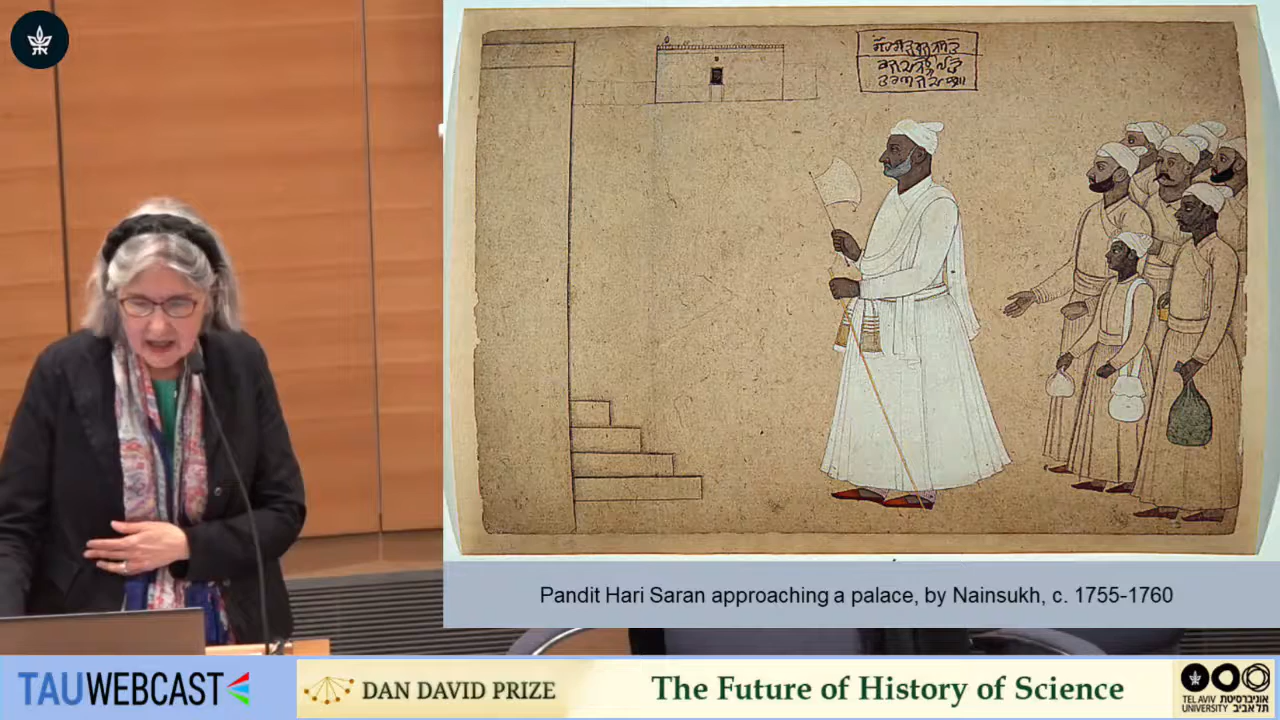 Pandit Hari Saran approaching a palace, by Nainsukh, c. 1755-1760
TAUWEBCAST
DAN DAVID PRIZE
The Future of History of Science
TEL AVIV אוניברסיטת
UNIVERSITY תל אביב